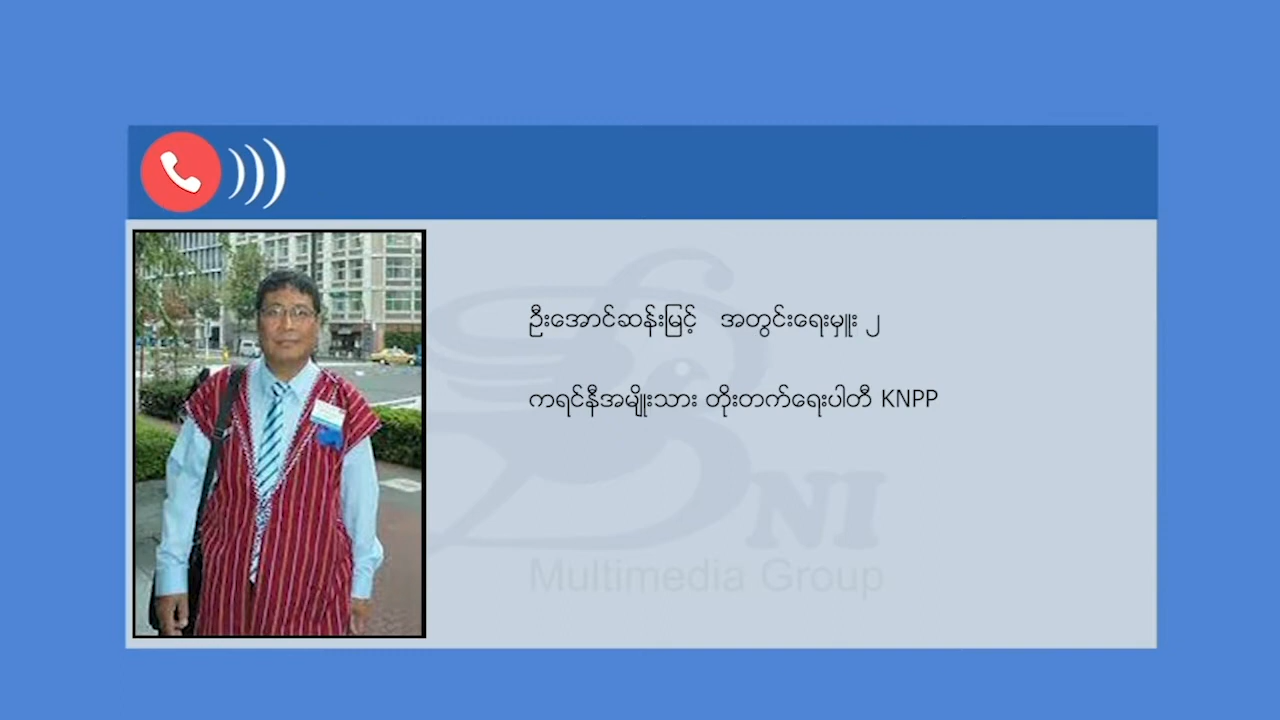 ဦးအောင်ဆန်းမြင့် အတွင်းရေးမှူး ၂
ကရင်နီအမျိုးသား တိုးတက်ရေးပါတီ KNPP
BNI
Multimedia Group